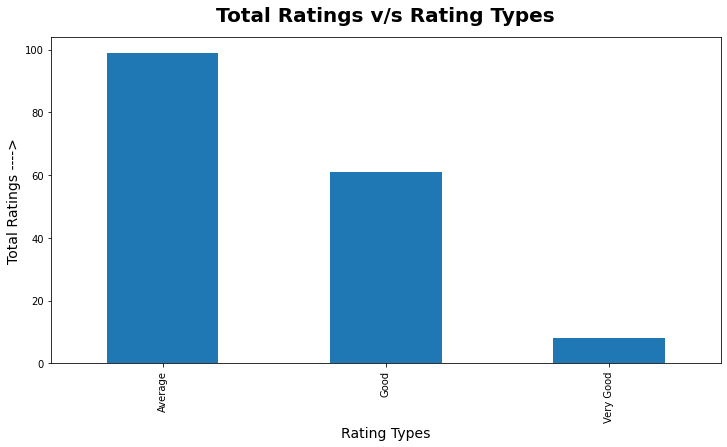 Total Ratings v/s Rating Types
Total Ratings ---->
100
80
60
40
20
0
Average
Good
Very Good
Rating Types